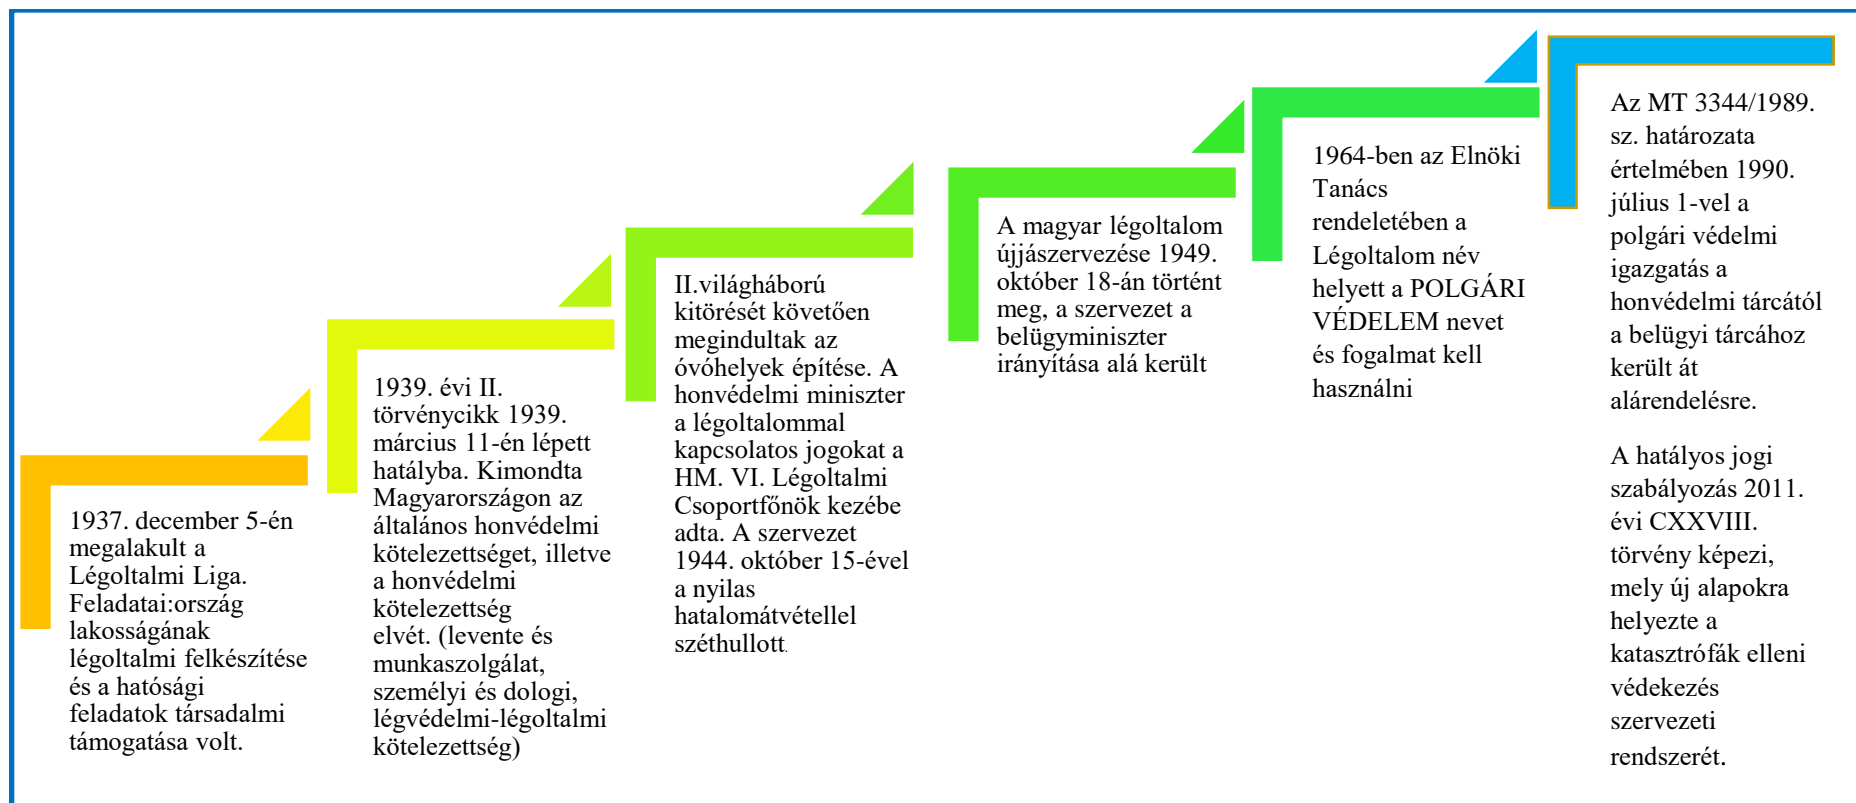 1937. december 5-én
megalakult a
Légoltalmi Liga.
Feladatai:ország
lakosságának
légoltalmi felkészítése
és a hatósági
feladatok társadalmi
támogatása volt.
1939. évi II.
törvénycikk 1939.
március 11-én lépett
hatályba. Kimondta
Magyarországon az
általános honvédelmi
kötelezettséget, illetve
a honvédelmi
kötelezettség
elvét. (levente és
munkaszolgálat,
személyi és dologi,
légvédelmi-légoltalmi
kötelezettség)
II.világháború
kitörését követően
megindultak az
óvóhelyek építése. A
honvédelmi miniszter
a légoltalommal
kapcsolatos jogokat a
HM. VI. Légoltalmi
Csoportfőnök kezébe
adta. A szervezet
1944. október 15-ével
a nyilas
hatalomátvétellel
széthullott.
A magyar légoltalom
újjászervezése 1949.
október 18-án történt
meg, a szervezet a
belügyminiszter
irányítása alá került
1964-ben az Elnöki
Tanács
rendeletében a
Légoltalom név
helyett a POLGÁRI
VÉDELEM nevet
és fogalmat kell
használni
Az MT 3344/1989.
sz. határozata
értelmében 1990.
július 1-vel a
polgári védelmi
igazgatás a
honvédelmi tárcától
a belügyi tárcához
került át
alárendelésre.
A hatályos jogi
szabályozás 2011.
évi CXXVIII.
törvény képezi,
mely új alapokra
helyezte a
katasztrófák elleni
védekezés
szervezeti
rendszerét.